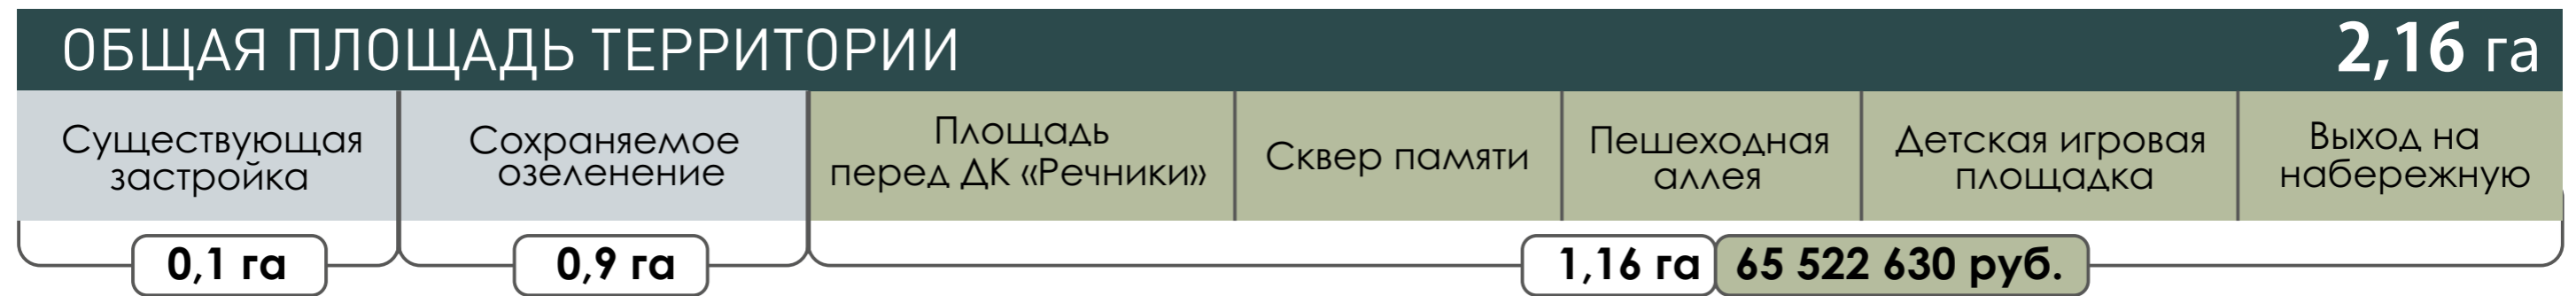 ОБЩАЯ ПЛОЩАДЬ ТЕРРИТОРИИ 2,16 га
Существующая
застройка
Сохраняемое
озеленение
Площадь
перед ДК «Речники»
Сквер памяти
Пешеходная
аллея
Детская игровая
площадка
Выход на
набережную
0,1 га
0,9 га
1,16 га
65 522 630 руб.